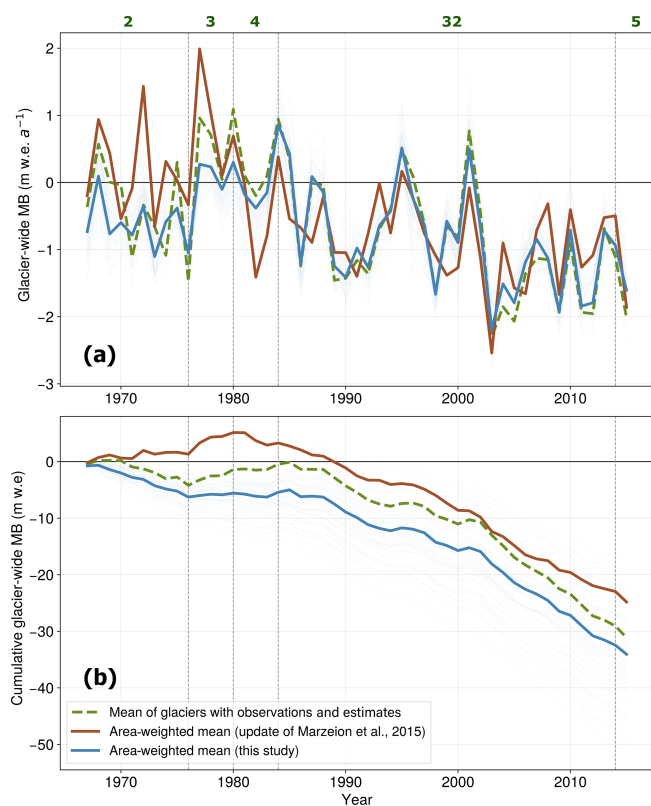 2 3 4 32 5
Glacier-wide MB (m w.e. a⁻¹)
2
1
0
−1
−2
−3
(a)
1970 1980 1990 2000 2010
Cumulative glacier-wide MB (m w.e)
0
−10
−20
−30
−40
−50
(b)
Mean of glaciers with observations and estimates
Area-weighted mean (update of Marzeion et al., 2015)
Area-weighted mean (this study)
1970 1980 1990 2000 2010
Year